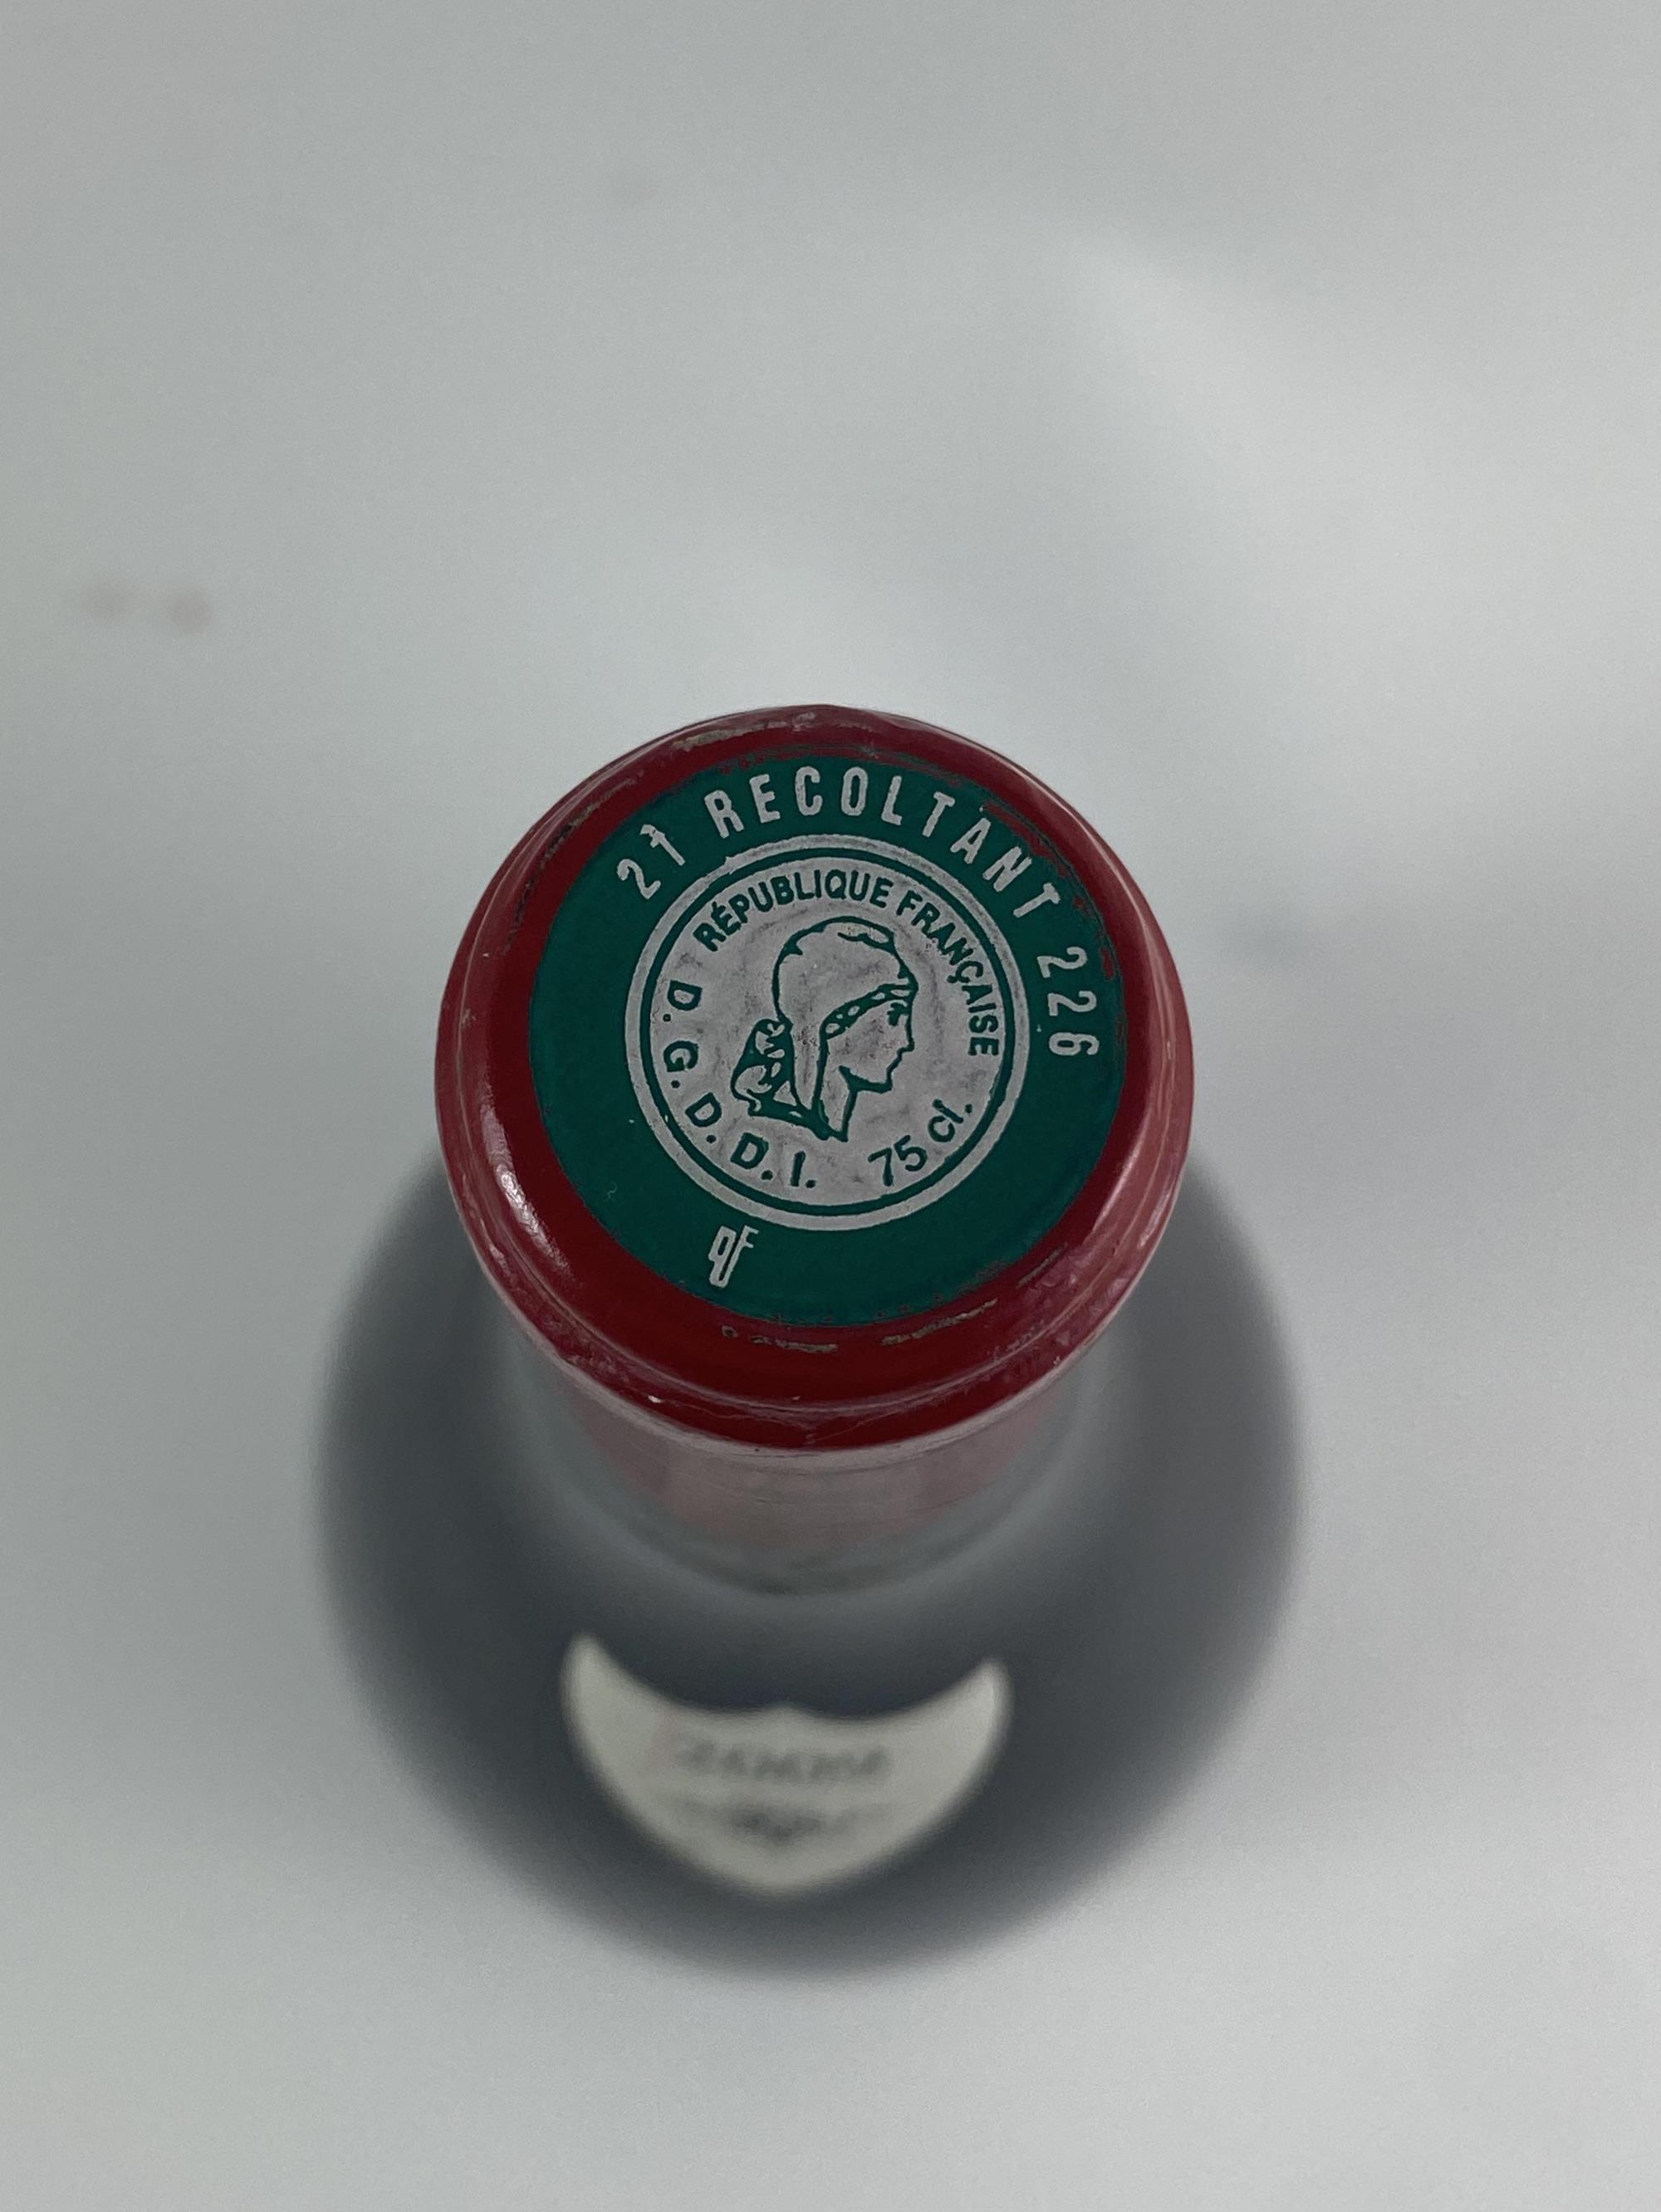 21 RECOLTANT 226
RÉPUBLIQUE FRANÇAISE
D. G. D. D. I. 75 cl.